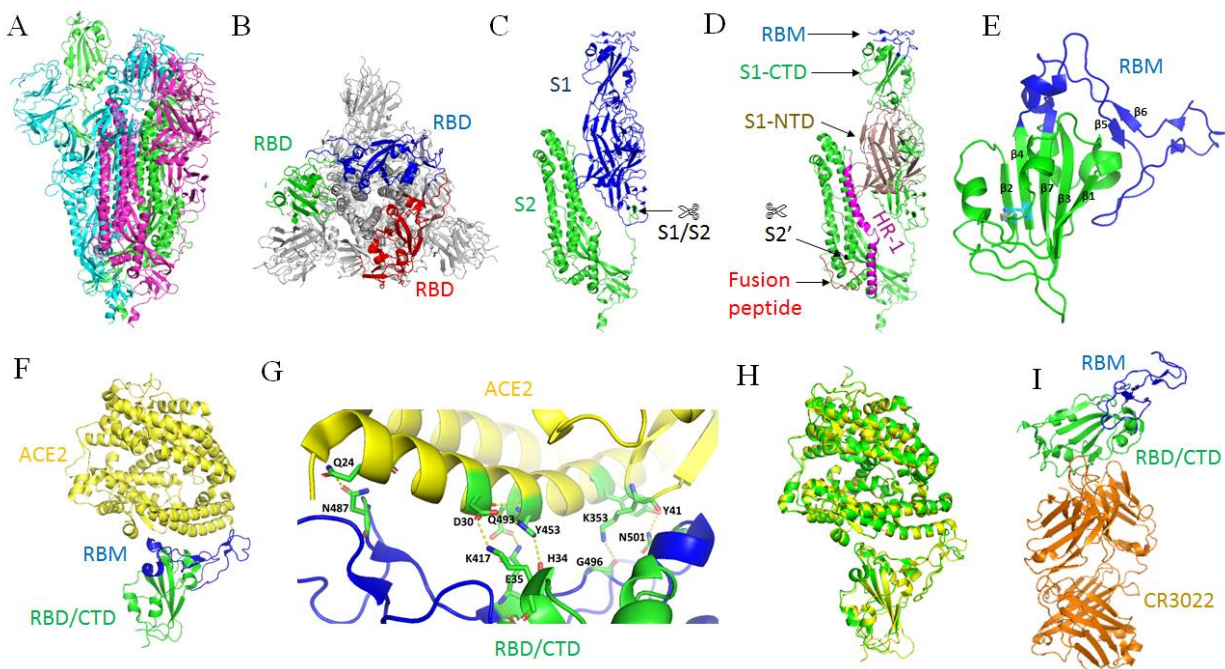 A
B
RBD
RBD
RBD
C
S1
S2
S1/S2
D
RBM
S1-CTD
S1-NTD
HR-1
S2’
Fusion
peptide
E
RBM
β6
β5
β4
β2
β7
β3
β1
F
ACE2
RBM
RBD/CTD
G
ACE2
Q24
N487
D30
Q493
Y453
K353
Y41
N501
K417
H34
G496
E35
RBD/CTD
H
I
RBM
RBD/CTD
CR3022